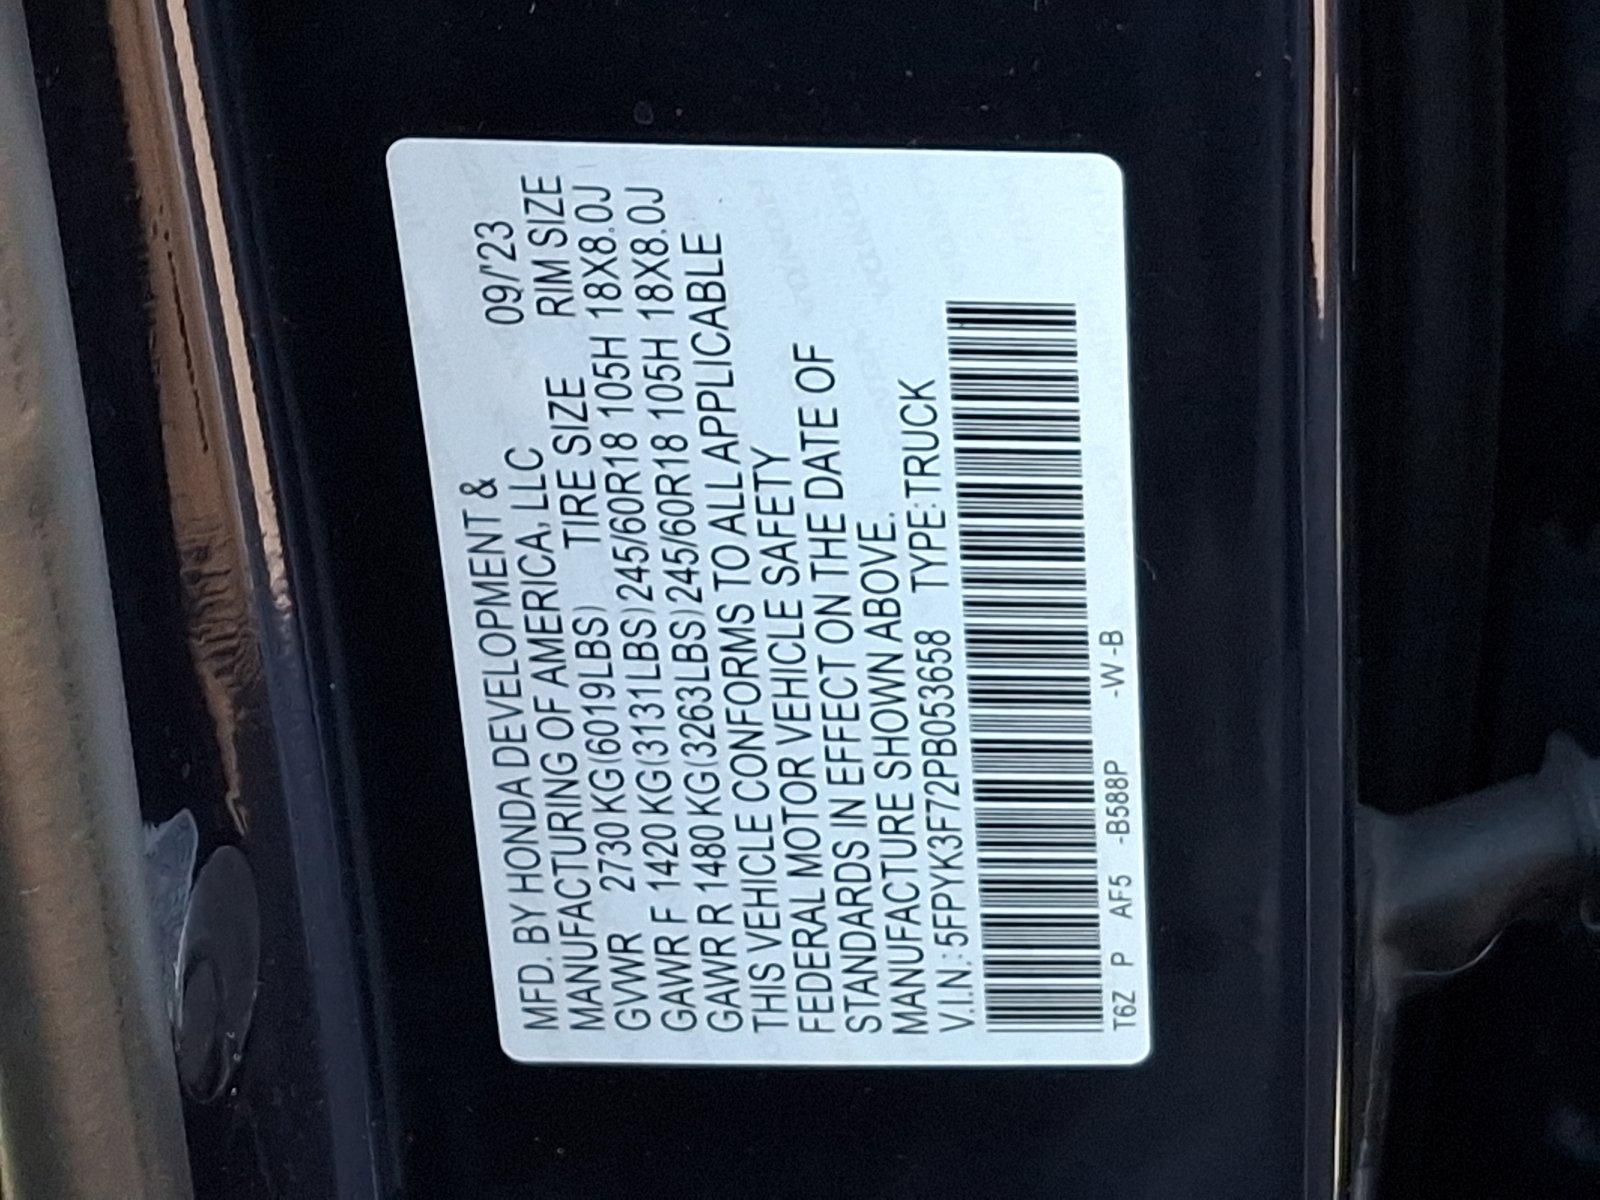 MFD. BY HONDA DEVELOPMENT &
MANUFACTURING OF AMERICA, LLC 09/'23
TIRE SIZE RIM SIZE
GVWR 2730 KG(6019LBS)
GAWR F 1420 KG(3131LBS) 245/60R18 105H 18X8.0J
GAWR R 1480 KG(3263LBS) 245/60R18 105H 18X8.0J
THIS VEHICLE CONFORMS TO ALL APPLICABLE
FEDERAL MOTOR VEHICLE SAFETY
STANDARDS IN EFFECT ON THE DATE OF
MANUFACTURE SHOWN ABOVE.
V.I.N.: 5FPYK3F72PB053658 TYPE: TRUCK
T6Z P AF5 -B588P -W-B